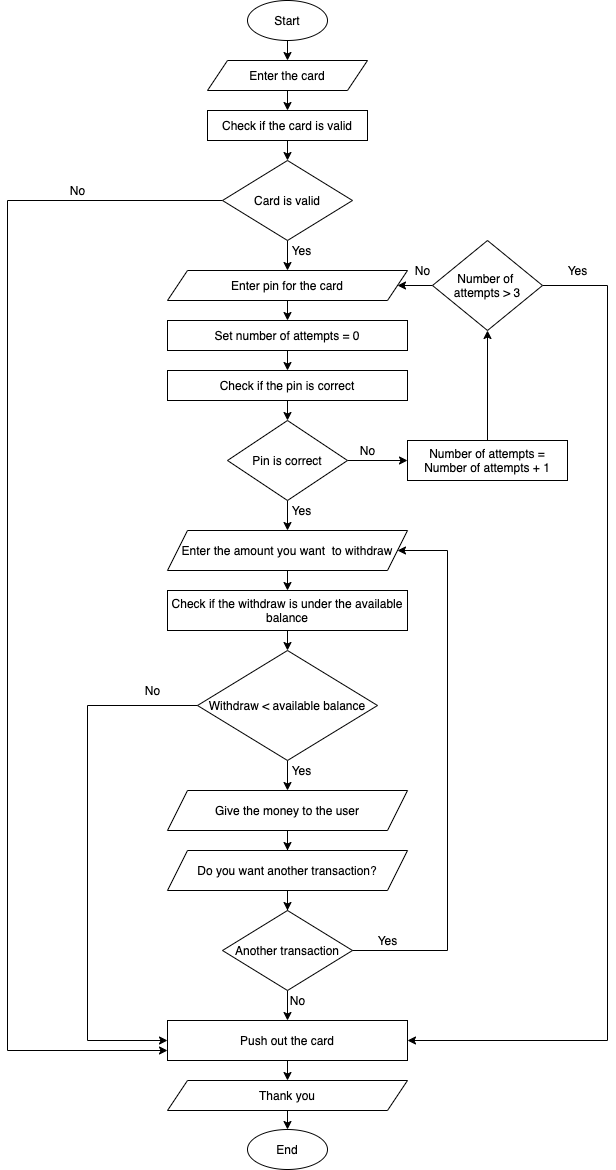 Start
Enter the card
Check if the card is valid
No
Card is valid
Yes
Enter pin for the card
No
Number of
attempts > 3
Yes
Set number of attempts = 0
Check if the pin is correct
Pin is correct
No
Number of attempts =
Number of attempts + 1
Yes
Enter the amount you want to withdraw
Check if the withdraw is under the available
balance
No
Withdraw < available balance
Yes
Give the money to the user
Do you want another transaction?
Another transaction
Yes
No
Push out the card
Thank you
End